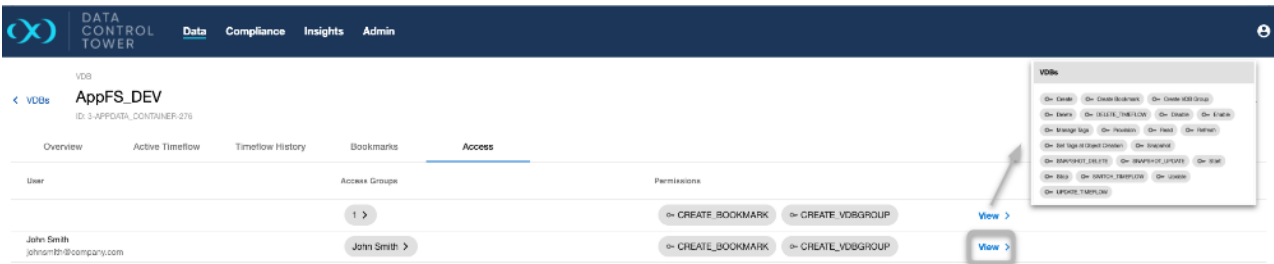 DATA
CONTROL
TOWER
Data Compliance Insights Admin
VDB
VDBs AppFS_DEV
ID: 3-APPDATA_CONTAINER-276
Overview Active Timeflow Timeflow History Bookmarks Access
User Access Groups Permissions
1 CREATE_BOOKMARK CREATE_VDBGROUP View
John Smith
johnsmith@company.com
John Smith CREATE_BOOKMARK CREATE_VDBGROUP View
VDBs
Create Create Bookmark Create VDB Group
Delete DELETE_TIMEFLOW Disable Enable
Manage Tags Provision Read Refresh
Set Tags at Object Creation Snapshot
SNAPSHOT_DELETE SNAPSHOT_UPDATE Start
Stop SWITCH_TIMEFLOW Update
UPDATE_TIMEFLOW